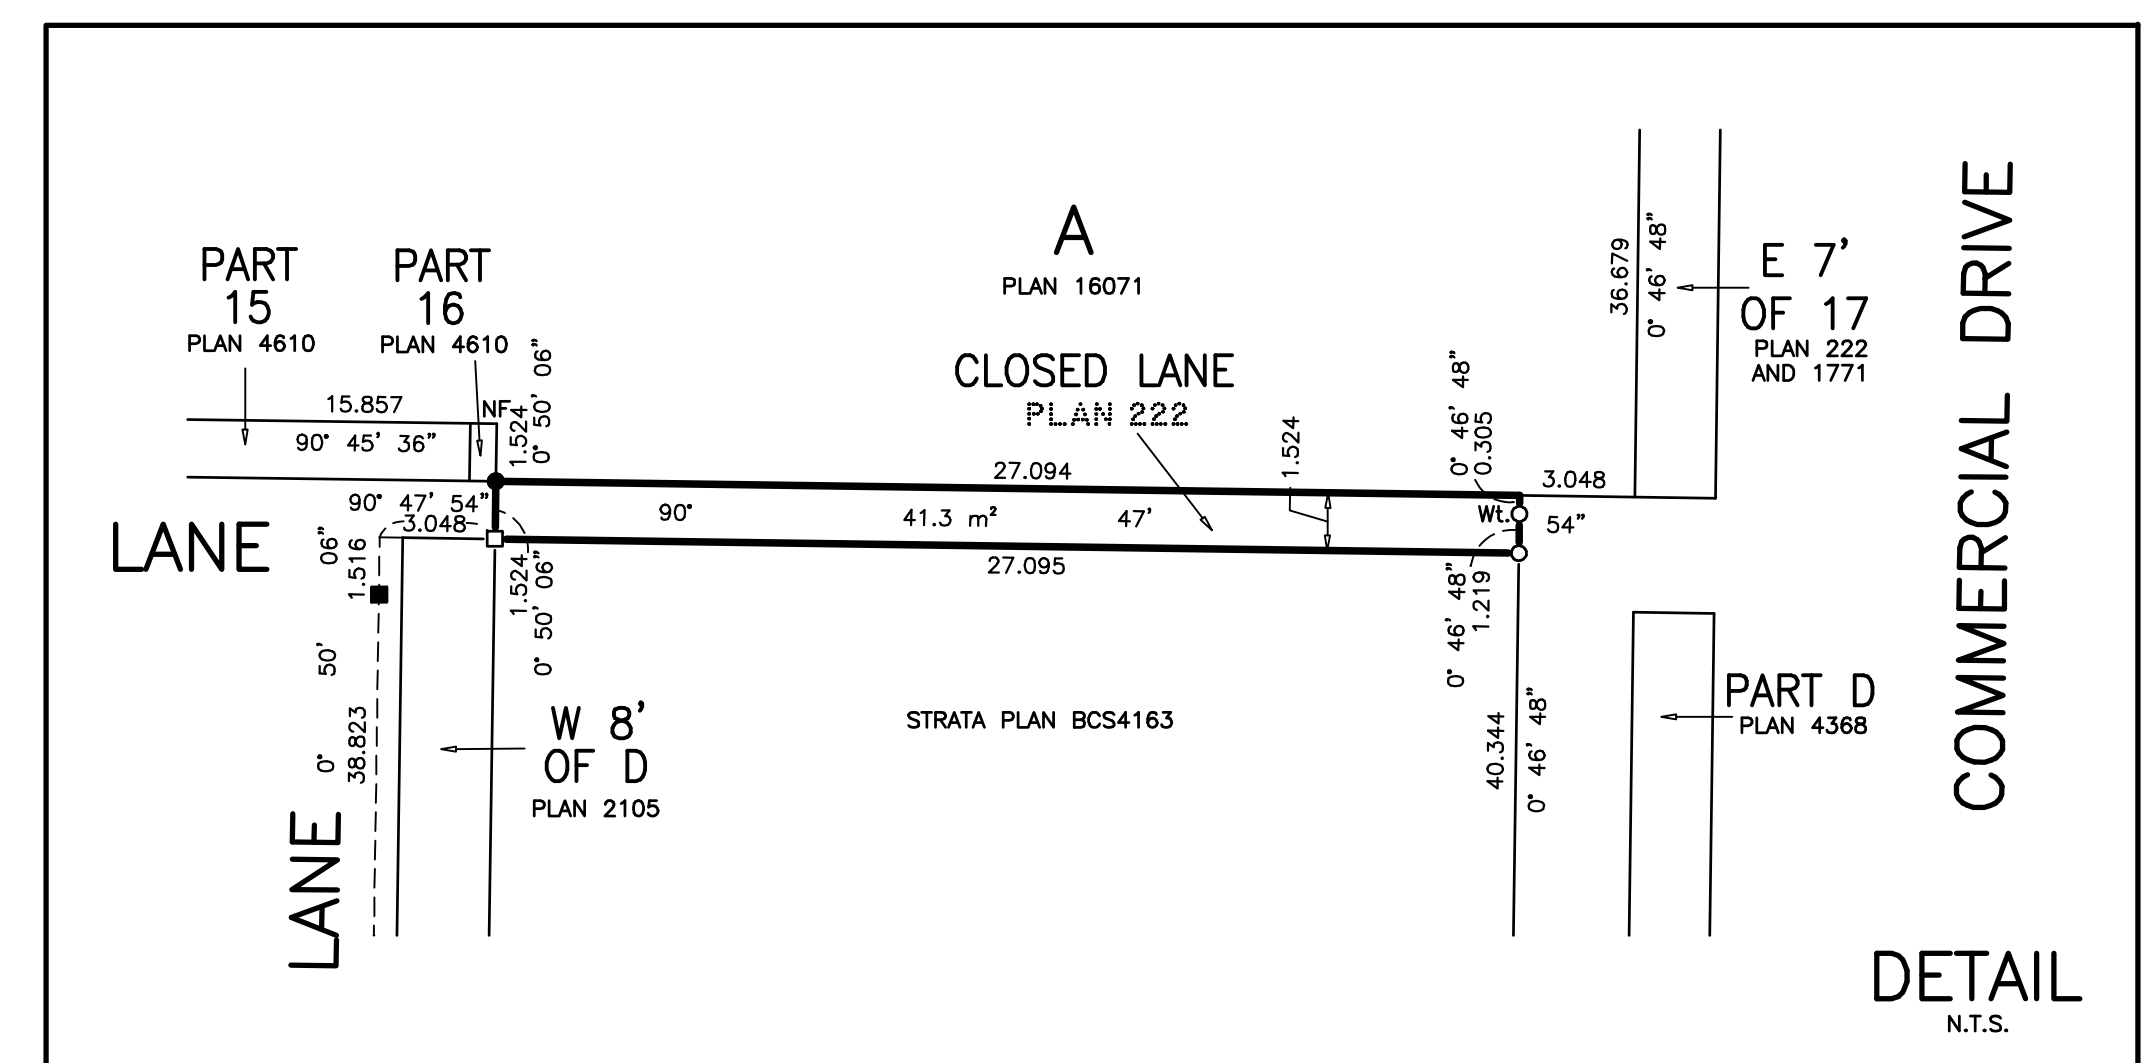 A
PLAN 16071
PART
15
PLAN 4610
PART
16
PLAN 4610
15.857
90° 45' 36"
NF
1.524
0° 50' 06"
CLOSED LANE
PLAN 222
27.094
1.524
0° 46' 48"
0.305
36.679
0° 46' 48"
E 7'
OF 17
PLAN 222
AND 1771
COMMERCIAL DRIVE
3.048
LANE
90° 47' 54"
3.048
90° 47' 54"
41.3 m²
Wt.
27.095
1.516
0° 50' 06"
38.823
1.524
0° 50' 06"
0° 46' 48"
1.219
W 8'
OF D
PLAN 2105
STRATA PLAN BCS4163
40.344
0° 46' 48"
PART D
PLAN 4368
LANE
DETAIL
N.T.S.